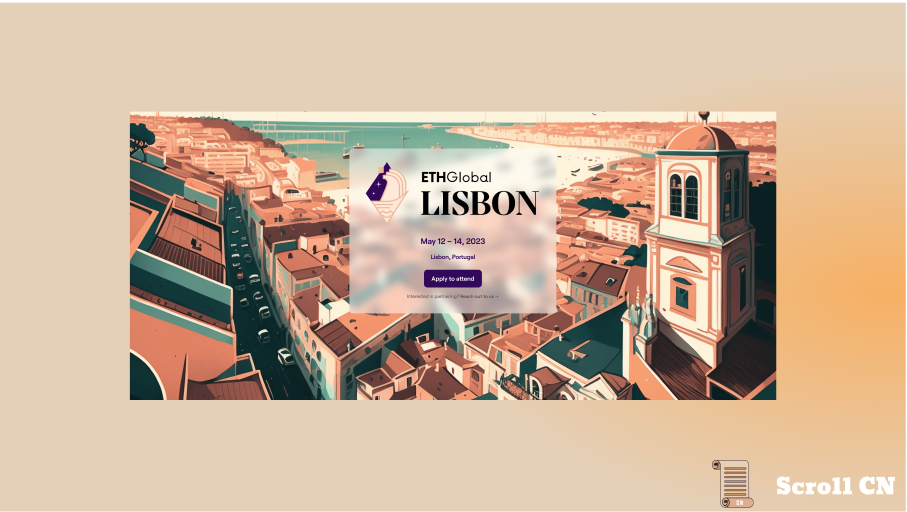 ETHGlobal
LISBON
May 12 – 14, 2023
Lisbon, Portugal
Apply to attend
Interested in partnering? Reach out to us →
CN
Scroll CN